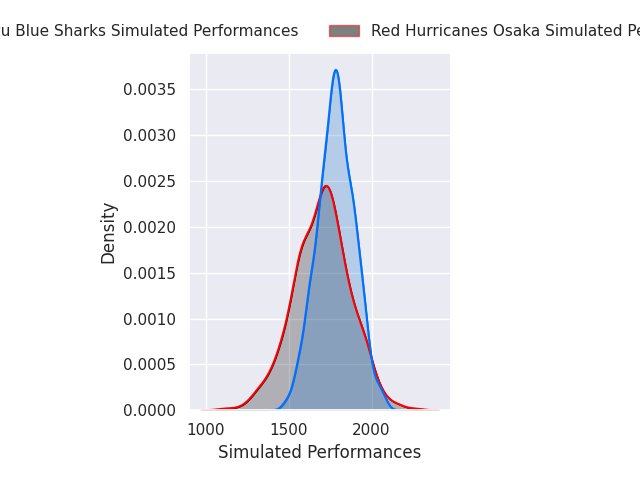 Blue Sharks Simulated Performances
Red Hurricanes Osaka Simulated
0.0035
0.0030
0.0025
0.0020
0.0015
0.0010
0.0005
0.0000
Density
1000 1500 2000
Simulated Performances